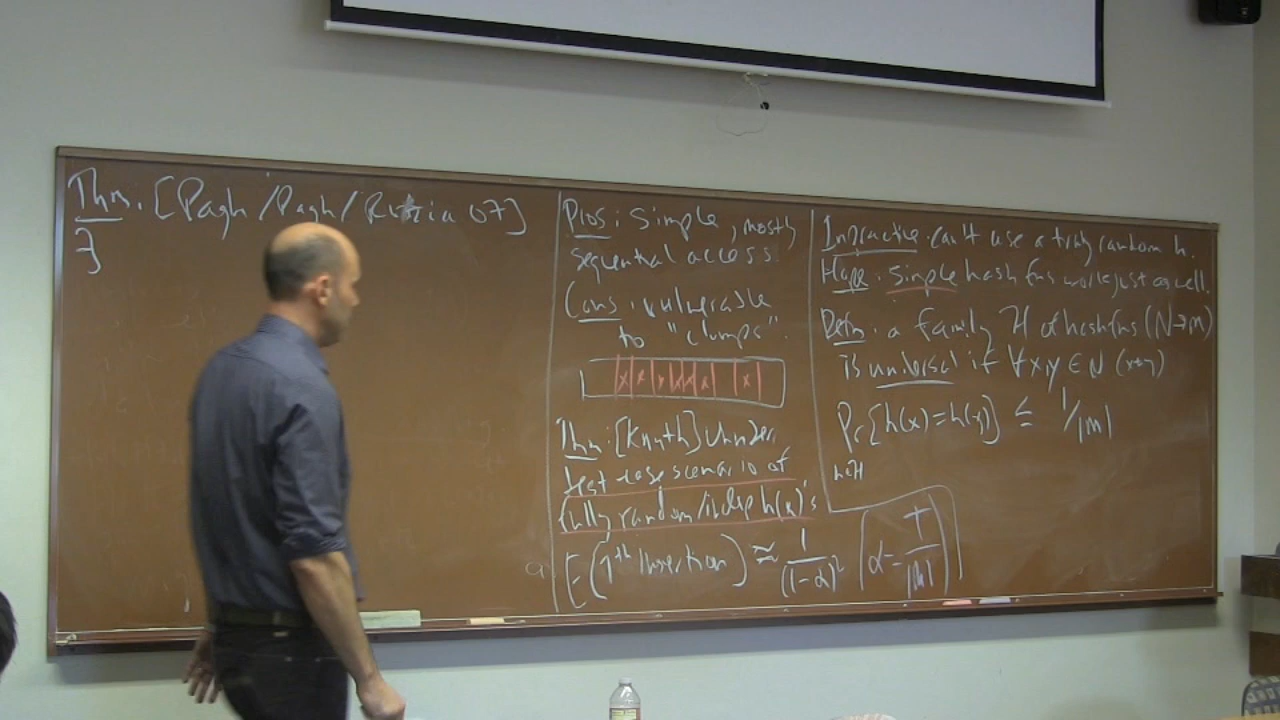 Thm. [Pagh/Pagh/Ružić 07]
∃
Pros: simple, mostly
sequential access
Cons: vulnerable
to "clumps".
x x x x x x x
Thm: [Knuth] Under
best-case scenario of
fully random/indep h(x)'s
E(T^th insertion) ≈ 1/(1-α)²
α = T/|M|
In practice: can't use a truly random h.
Hope: simple hash fns work just as well.
Defn: a family H of hash fns (N→M)
is universal if ∀x,y ∈ N (x≠y)
Pr[h(x)=h(y)] ≤ 1/|M|
h∈H